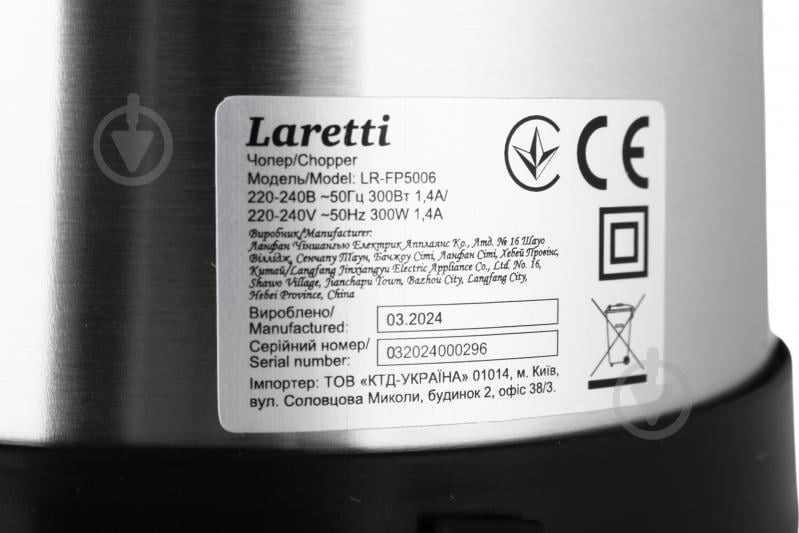 Laretti
Чопер/Chopper
Модель/Model: LR-FP5006
220-240В ~50Гц 300Вт 1,4А/
220-240V ~50Hz 300W 1,4A
Виробник/Manufacturer:
Ланфан Чіншанлью Електрик Апплаянс Ко., Лтд. № 16 Шауо
Вілледж, Сенчапу Таун, Бачжоу Сіті, Ланфан Сіті, Хебей Провінс,
Китай/Langfang Jinxiangyu Electric Appliance Co., Ltd. No. 16,
Shawo Village, Jianchapu Town, Bazhou City, Langfang City,
Hebei Province, China
Вироблено/
Manufactured: 03.2024
Серійний номер/
Serial number: 032024000296
Імпортер: ТОВ «КТД-УКРАЇНА» 01014, м. Київ,
вул. Соловцова Миколи, будинок 2, офіс 38/3.
CE